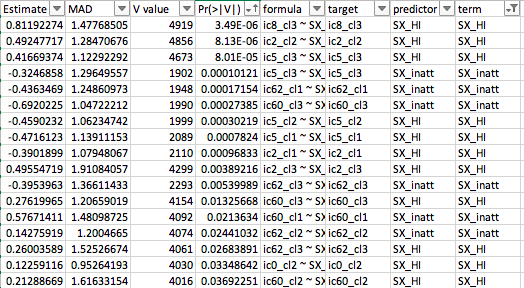 Estimate MAD V value Pr(>|V|) formula target predictor term
0.81192274 1.47768505 4919 3.49E-06 ic8_cl3 ~ SX_ ic8_cl3 SX_HI SX_HI
0.49247717 1.28470676 4856 8.13E-06 ic2_cl3 ~ SX_ ic2_cl3 SX_HI SX_HI
0.41669374 1.12292292 4673 8.01E-05 ic5_cl3 ~ SX_ ic5_cl3 SX_HI SX_HI
-0.3246858 1.29649557 1902 0.00010121 ic5_cl3 ~ SX_ ic5_cl3 SX_inatt SX_inatt
-0.4363469 1.24860973 1948 0.00017154 ic62_cl1 ~ SX ic62_cl1 SX_inatt SX_inatt
-0.6920225 1.04722212 1990 0.00027385 ic60_cl3 ~ SX ic60_cl3 SX_inatt SX_inatt
-0.4590232 1.06234742 1999 0.00030219 ic5_cl2 ~ SX_ ic5_cl2 SX_HI SX_HI
-0.4716123 1.13911153 2089 0.0007824 ic5_cl1 ~ SX_ ic5_cl1 SX_HI SX_HI
-0.3901899 1.07948067 2110 0.00096833 ic2_cl1 ~ SX_ ic2_cl1 SX_HI SX_HI
0.49554719 1.91084057 4299 0.00389216 ic2_cl3 ~ SX_ ic2_cl3 SX_HI SX_HI
-0.3953963 1.36611433 2293 0.00539989 ic62_cl3 ~ SX ic62_cl3 SX_inatt SX_inatt
0.27619965 1.20659019 4154 0.01325668 ic60_cl3 ~ SX ic60_cl3 SX_HI SX_HI
0.57671411 1.48098725 4092 0.0213634 ic60_cl1 ~ SX ic60_cl1 SX_inatt SX_inatt
0.14275919 1.2004665 4074 0.02441032 ic62_cl2 ~ SX ic62_cl2 SX_inatt SX_inatt
0.26003589 1.52526674 4061 0.02683891 ic62_cl3 ~ SX ic62_cl3 SX_HI SX_HI
0.12259116 0.95264193 4030 0.03348642 ic0_cl2 ~ SX_ ic0_cl2 SX_HI SX_HI
0.21288669 1.61633154 4016 0.03692251 ic60_cl2 ~ SX ic60_cl2 SX_HI SX_HI